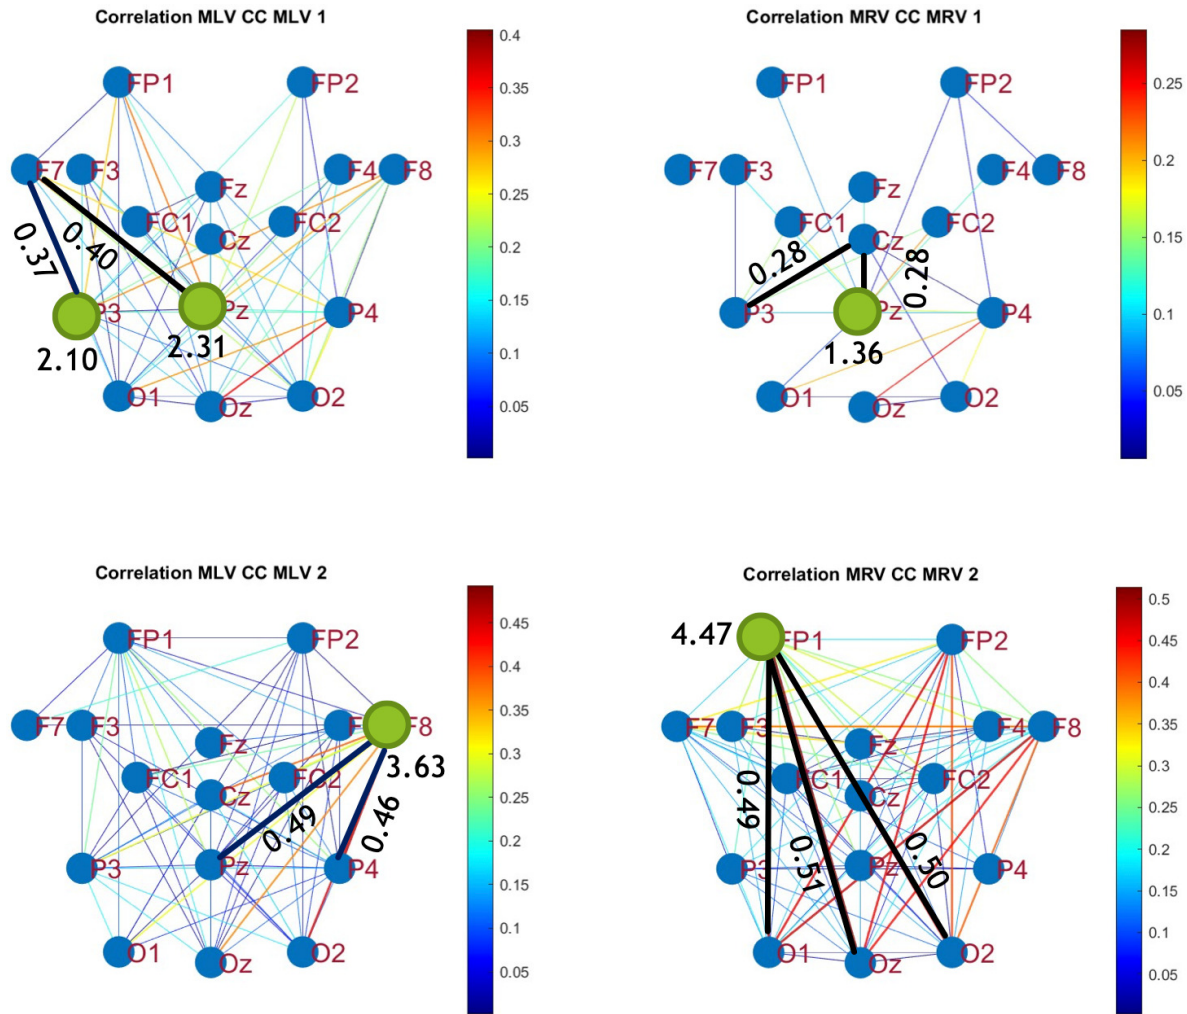 Correlation MLV CC MLV 1
FP1 FP2
F7 F3 F4 F8
Fz
FC1 FC2
Cz
0.37 0.40
P3 Pz P4
2.10 2.31
O1 Oz O2
0.4
0.35
0.3
0.25
0.2
0.15
0.1
0.05
Correlation MRV CC MRV 1
FP1 FP2
F7 F3 F4 F8
Fz
FC1 FC2
Cz
0.28 0.28
P3 Pz P4
1.36
O1 Oz O2
0.25
0.2
0.15
0.1
0.05
Correlation MLV CC MLV 2
FP1 FP2
F7 F3 F8
Fz
3.63
FC1 FC2
Cz
0.49 0.46
P3 Pz P4
O1 Oz O2
0.45
0.4
0.35
0.3
0.25
0.2
0.15
0.1
0.05
Correlation MRV CC MRV 2
4.47 FP1 FP2
F7 F3 F4 F8
Fz
FC1 FC2
Cz
0.49 0.51 0.50
P3 Pz P4
O1 Oz O2
0.5
0.45
0.4
0.35
0.3
0.25
0.2
0.15
0.1
0.05